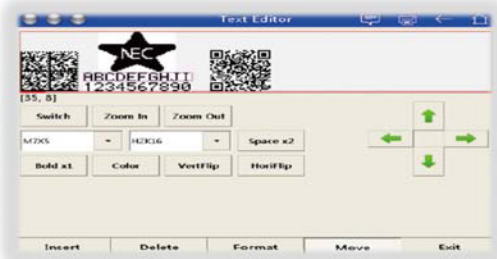 Text Editor
NEC
ABCDEFGHIJ
1234567890
[35, 8]
Switch Zoom In Zoom Out
M7X5 HZK16 Space x2
Bold x1 Color VertFlip HoriFlip
Insert Delete Format Move Exit